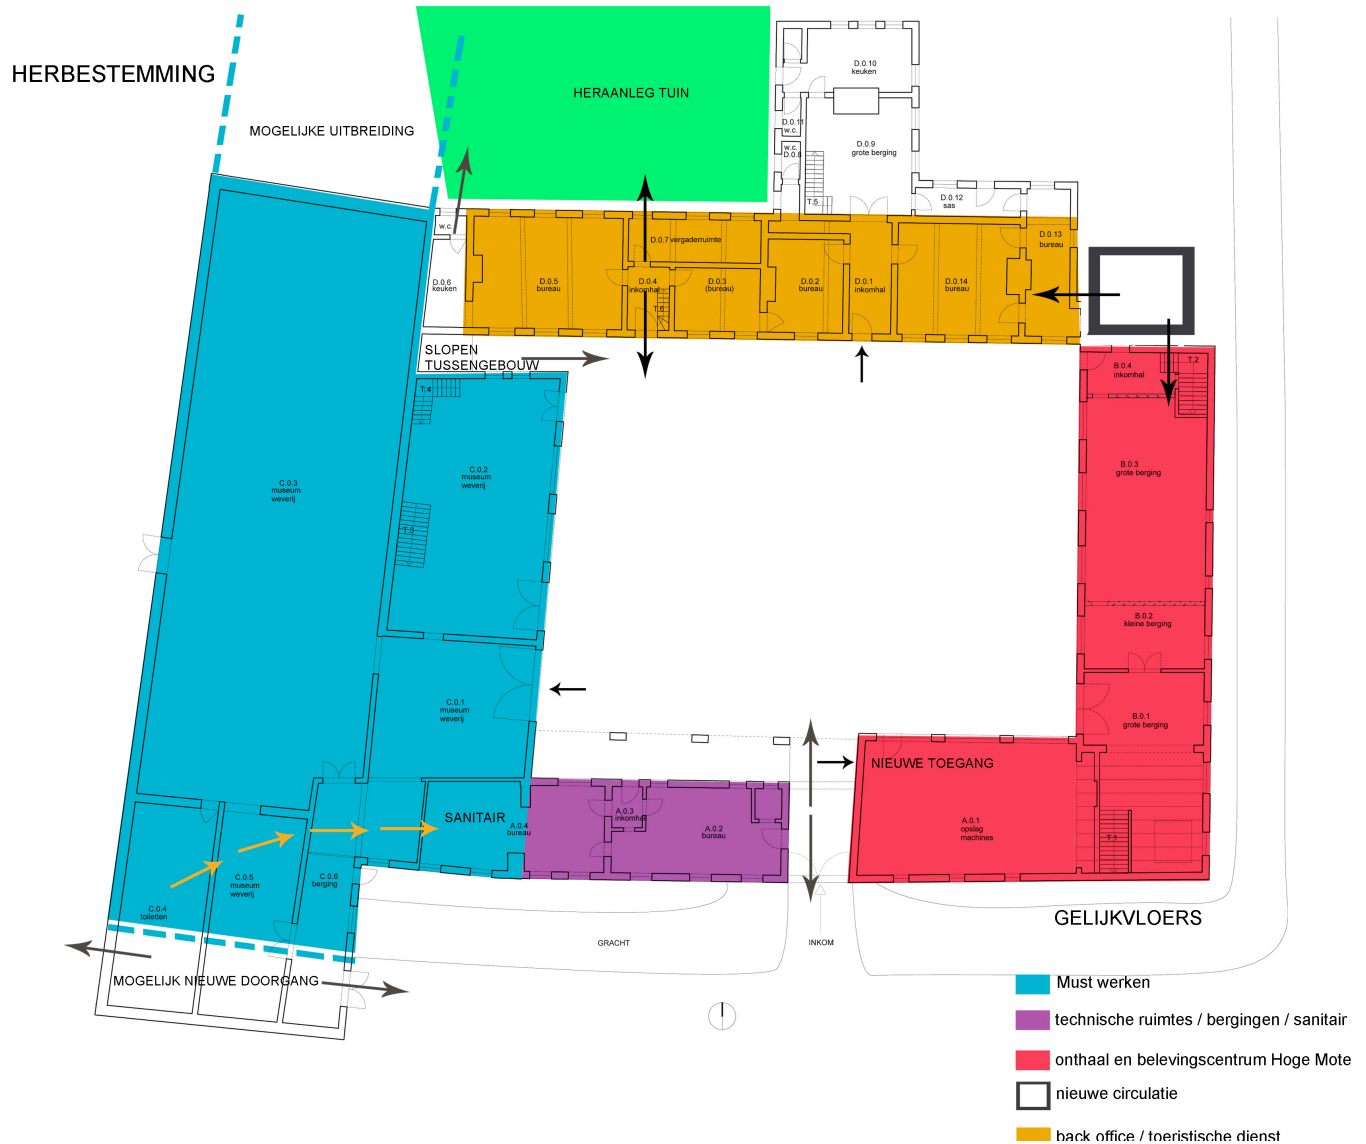 HERBESTEMMING
MOGELIJKE UITBREIDING
HERAANLEG TUIN
D.0.10
keuken
D.0.11
w.c.
w.c.
D.0.8
D.0.9
grote berging
T.5
D.0.12
sas
D.0.13
bureau
w.c.
D.0.6
keuken
D.0.5
bureau
D.0.7 vergaderruimte
D.0.4
inkomhal
T.6
D.0.3
(bureau)
D.0.2
bureau
D.0.1
inkomhal
D.0.14
bureau
SLOPEN
TUSSENGEBOUW
T.4
C.0.2
museum
weverij
C.0.3
museum
weverij
T.3
B.0.4
inkomhal
T.2
B.0.3
grote berging
B.0.2
kleine berging
B.0.1
grote berging
C.0.1
museum
weverij
NIEUWE TOEGANG
SANITAIR
A.0.4
bureau
A.0.3
inkomhal
A.0.2
bureau
A.0.1
opslag
machines
T.1
C.0.5
museum
weverij
C.0.6
berging
C.0.4
toiletten
GELIJKVLOERS
GRACHT
INKOM
MOGELIJK NIEUWE DOORGANG
Must werken
technische ruimtes / bergingen / sanitair
onthaal en belevingscentrum Hoge Mote
nieuwe circulatie
back office / toeristische dienst